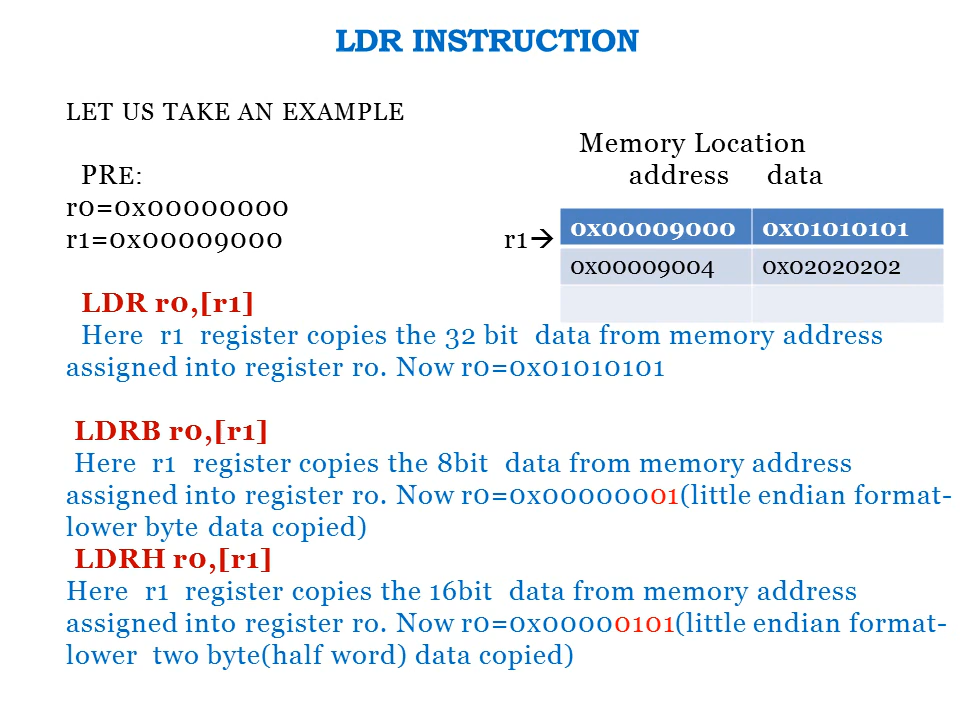 LDR INSTRUCTION
LET US TAKE AN EXAMPLE
Memory Location
PRE: address data
r0=0x00000000
r1=0x00009000 r1→ 0x00009000 0x01010101
0x00009004 0x02020202
LDR r0,[r1]
Here r1 register copies the 32 bit data from memory address
assigned into register ro. Now r0=0x01010101
LDRB r0,[r1]
Here r1 register copies the 8bit data from memory address
assigned into register ro. Now r0=0x00000001(little endian format-
lower byte data copied)
LDRH r0,[r1]
Here r1 register copies the 16bit data from memory address
assigned into register ro. Now r0=0x00000101(little endian format-
lower two byte(half word) data copied)